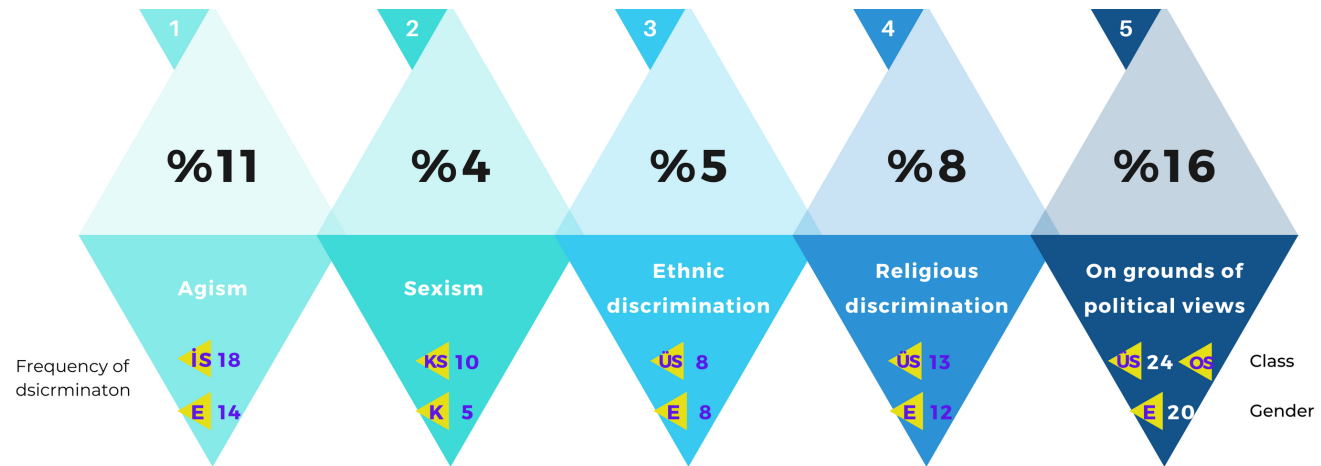 1 2 3 4 5
%11 %4 %5 %8 %16
Agism
Sexism
Ethnic
discrimination
Religious
discrimination
On grounds of
political views
Frequency of
dsicrminaton
İS 18 KS 10 ÜS 8 ÜS 13 ÜS 24 OS Class
E 14 K 5 E 8 E 12 E 20 Gender